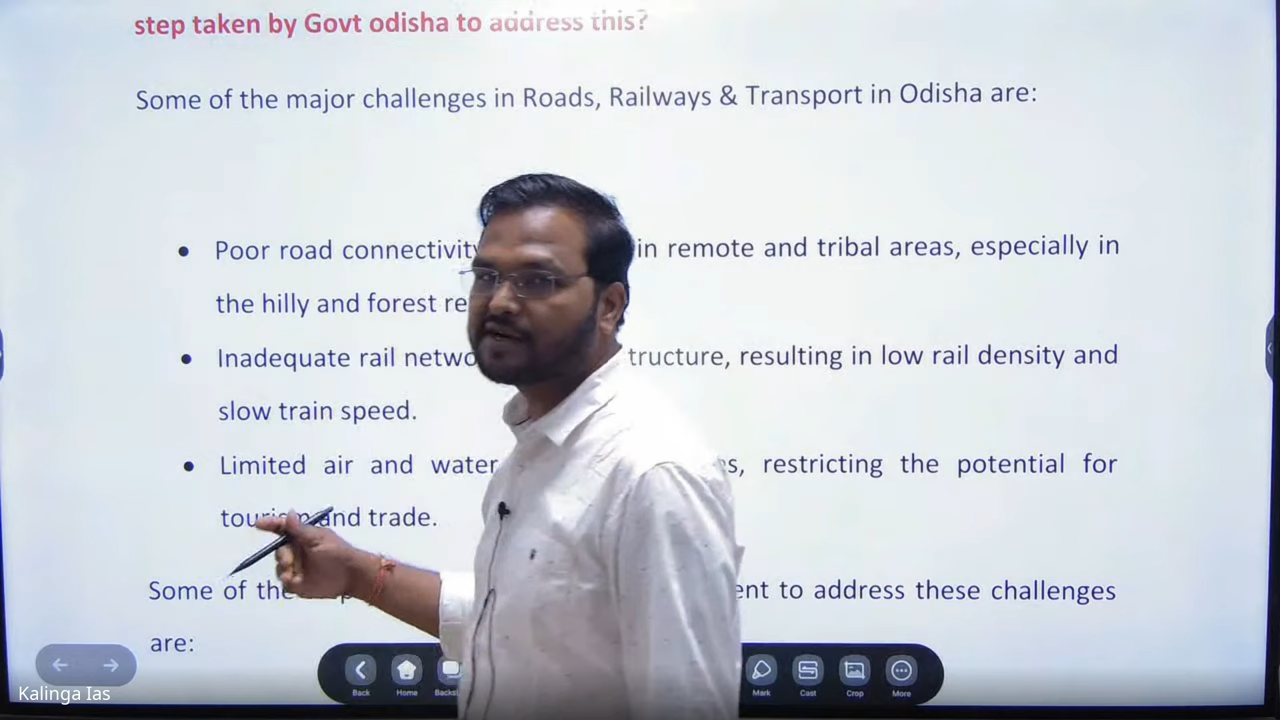 step taken by Govt odisha to address this?
Some of the major challenges in Roads, Railways & Transport in Odisha are:
• Poor road connectivity in remote and tribal areas, especially in
the hilly and forest re
• Inadequate rail netwo tructure, resulting in low rail density and
slow train speed.
• Limited air and water s, restricting the potential for
tourism and trade.
Some of the ent to address these challenges
are:
Back Home Backs Mark Cast Crop More
Kalinga Ias